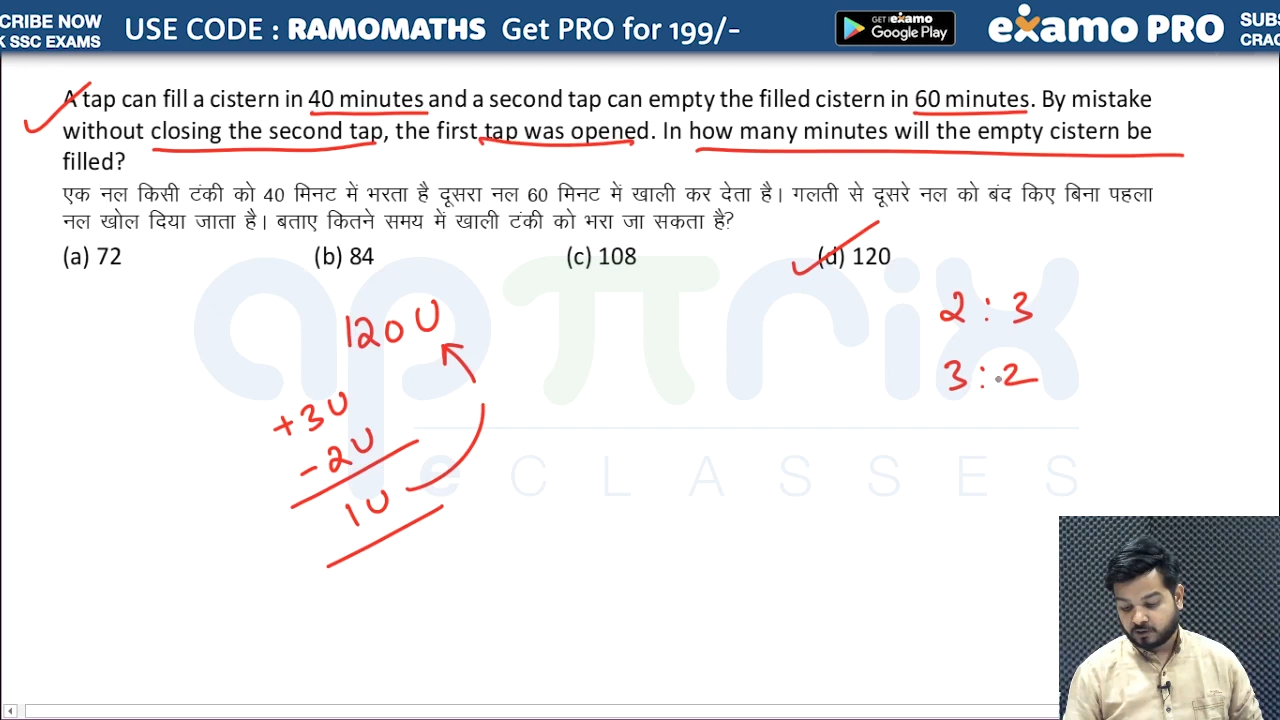 CRIBE NOW
K SSC EXAMS
USE CODE : RAMOMATHS Get PRO for 199/-
GET IT ON examo
Google Play
examo PRO
SUBS
CRAC
A tap can fill a cistern in 40 minutes and a second tap can empty the filled cistern in 60 minutes. By mistake
without closing the second tap, the first tap was opened. In how many minutes will the empty cistern be
filled?
एक नल किसी टंकी को 40 मिनट में भरता है दूसरा नल 60 मिनट में खाली कर देता है। गलती से दूसरे नल को बंद किए बिना पहला
नल खोल दिया जाता है। बताए कितने समय में खाली टंकी को भरा जा सकता है?
(a) 72 (b) 84 (c) 108 (d) 120
120U
2 : 3
3 : 2
+3U
-2U
1U
apπrix
eCLASSES